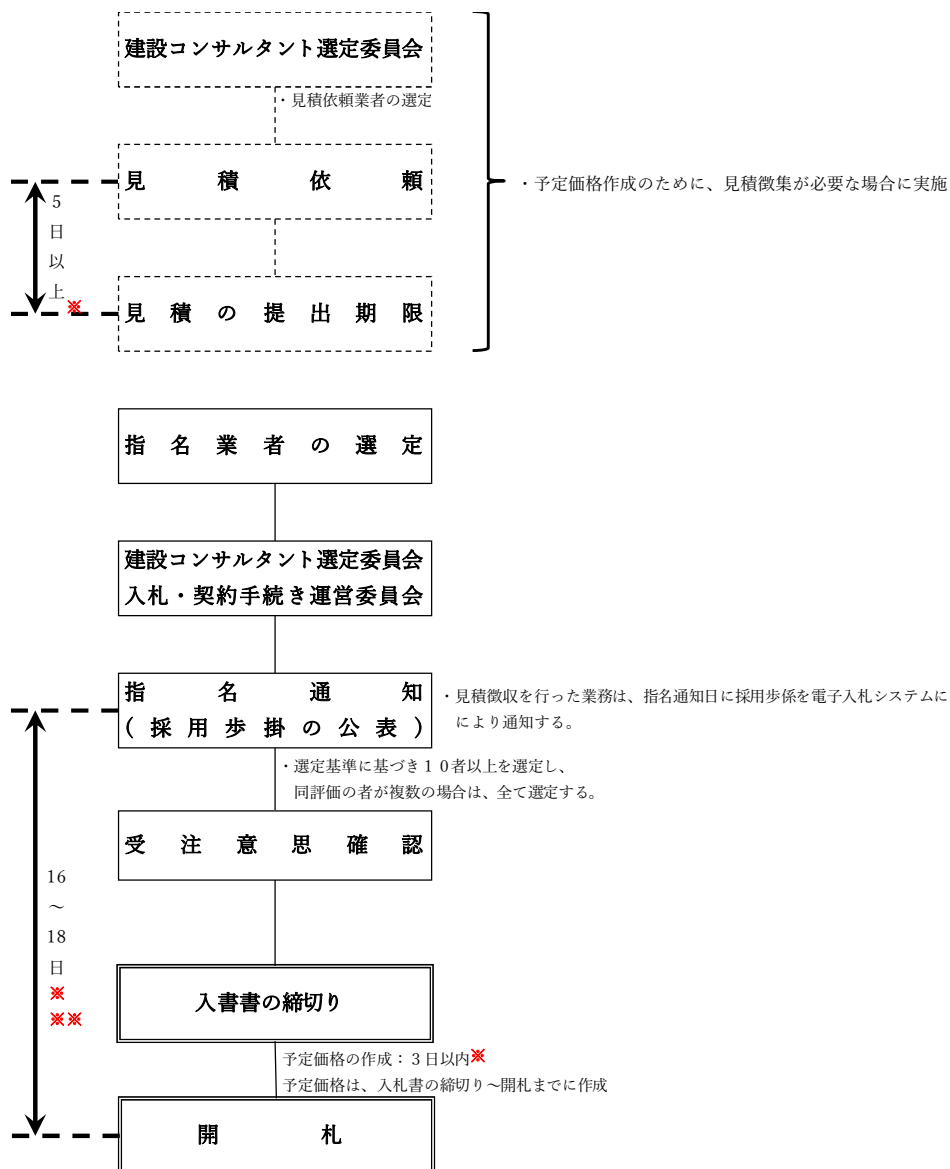 建設コンサルタント選定委員会
・見積依頼業者の選定
見積依頼
・予定価格作成のために、見積徴集が必要な場合に実施
5日以上※
見積の提出期限
指名業者の選定
建設コンサルタント選定委員会
入札・契約手続き運営委員会
指名通知
(採用歩掛の公表)
・見積徴収を行った業務は、指名通知日に採用歩係を電子入札システムに
により通知する。
・選定基準に基づき１０者以上を選定し、
同評価の者が複数の場合は、全て選定する。
受注意思確認
16～18日※
※※
入書書の締切り
予定価格の作成：３日以内※
予定価格は、入札書の締切り～開札までに作成
開札